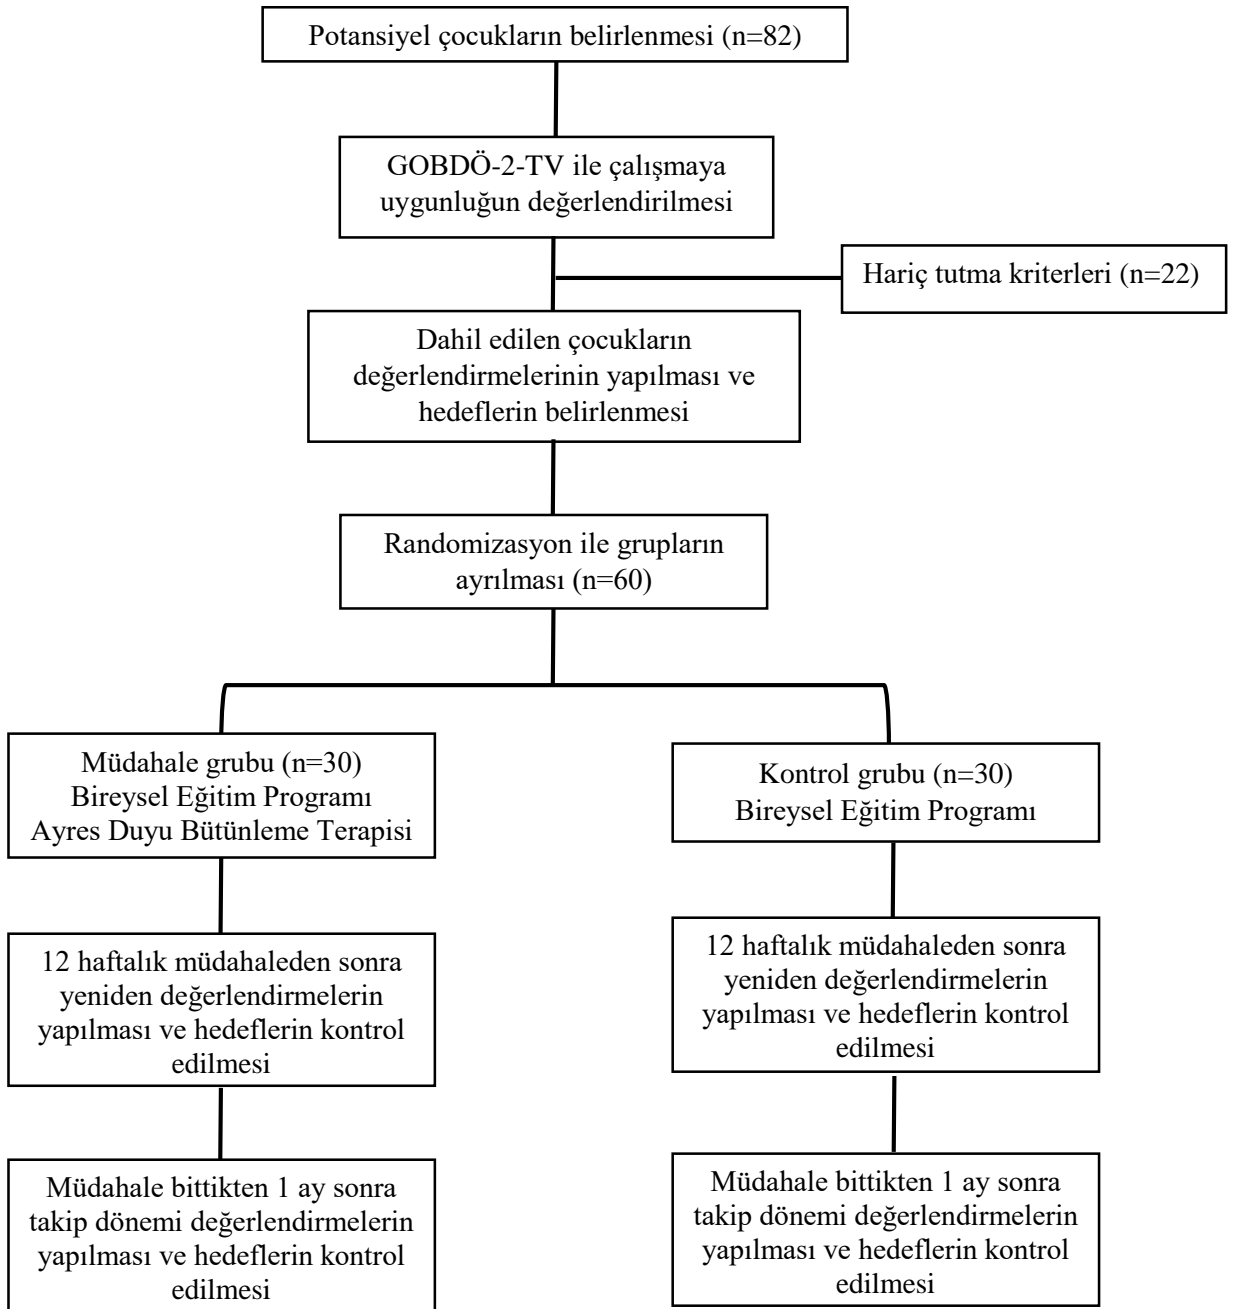 Potansiyel çocukların belirlenmesi (n=82)
GOBDÖ-2-TV ile çalışmaya
uygunluğun değerlendirilmesi
Hariç tutma kriterleri (n=22)
Dahil edilen çocukların
değerlendirmelerinin yapılması ve
hedeflerin belirlenmesi
Randomizasyon ile grupların
ayrılması (n=60)
Müdahale grubu (n=30)
Bireysel Eğitim Programı
Ayres Duyu Bütünleme Terapisi
Kontrol grubu (n=30)
Bireysel Eğitim Programı
12 haftalık müdahaleden sonra
yeniden değerlendirmelerin
yapılması ve hedeflerin kontrol
edilmesi
12 haftalık müdahaleden sonra
yeniden değerlendirmelerin
yapılması ve hedeflerin kontrol
edilmesi
Müdahale bittikten 1 ay sonra
takip dönemi değerlendirmelerin
yapılması ve hedeflerin kontrol
edilmesi
Müdahale bittikten 1 ay sonra
takip dönemi değerlendirmelerin
yapılması ve hedeflerin kontrol
edilmesi